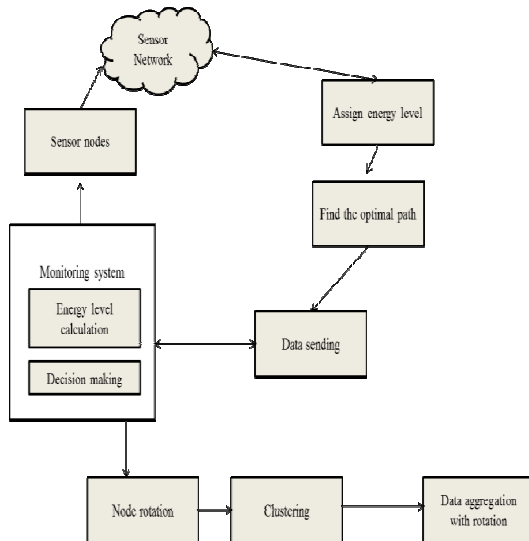 Sensor
Network
Assign energy level
Sensor nodes
Find the optimal path
Monitoring system
Energy level
calculation
Decision making
Data sending
Node rotation
Clustering
Data aggregation
with rotation